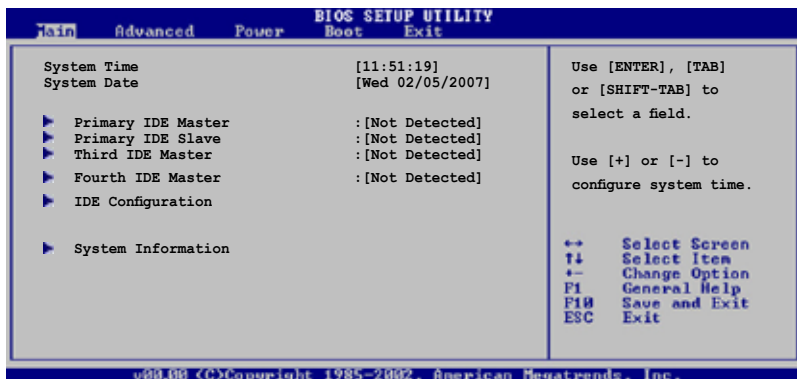 BIOS SETUP UTILITY
Main Advanced Power Boot Exit
System Time [11:51:19]
System Date [Wed 02/05/2007]
Primary IDE Master :[Not Detected]
Primary IDE Slave :[Not Detected]
Third IDE Master :[Not Detected]
Fourth IDE Master :[Not Detected]
IDE Configuration
System Information
Use [ENTER], [TAB]
or [SHIFT-TAB] to
select a field.
Use [+] or [-] to
configure system time.
↔ Select Screen
↑↓ Select Item
+- Change Option
F1 General Help
F10 Save and Exit
ESC Exit
v00.00 (C)Copyright 1985-2002, American Megatrends, Inc.